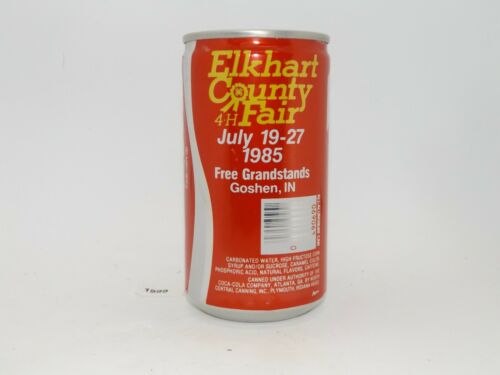 Elkhart
County
4-H Fair
July 19-27
1985
Free Grandstands
Goshen, IN
0
CARBONATED WATER, HIGH FRUCTOSE CORN
SYRUP AND/OR SUCROSE, CARAMEL COLOR,
PHOSPHORIC ACID, NATURAL FLAVORS, CAFFEINE.
CANNED UNDER AUTHORITY OF THE
COCA-COLA COMPANY, ATLANTA, GA. BY
CENTRAL CANNING, INC., PLYMOUTH, INDIANA